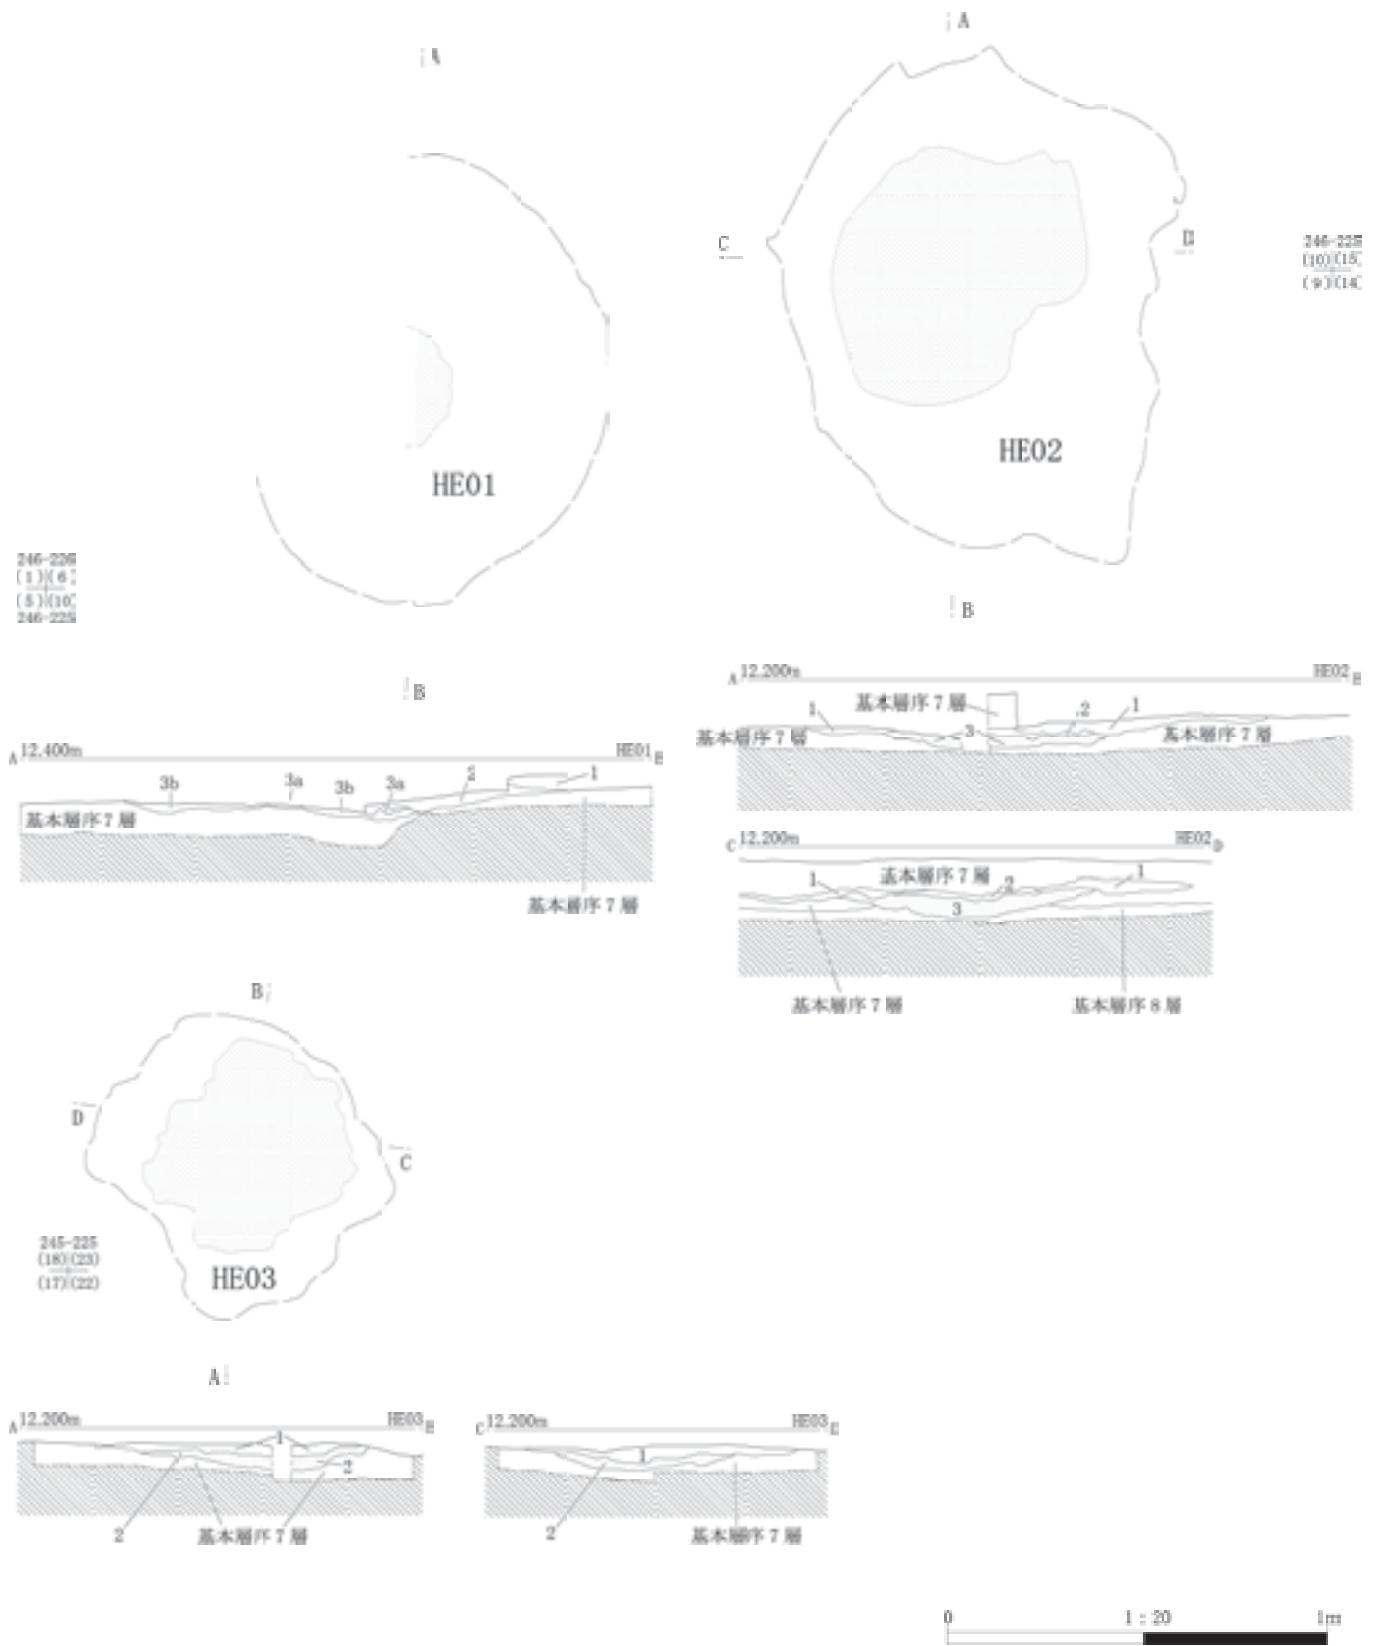 A
A
C
D
246-225
(10)(15)
(9)(14)
HE02
HE01
246-226
(1)(6)
(5)(10)
246-225
B
B
A 12.200m HE02
基本層序7層
1 2 1
基本層序7層 3 基本層序7層
A 12.400m HE01
3b 3a 3b 3a 2 1
基本層序7層
基本層序7層
C 12.200m HE02 D
1 基本層序7層 2 1
3
基本層序7層 基本層序8層
B
D
C
245-225
(18)(23)
(17)(22)
HE03
A
A 12.200m HE03
1
2
2 基本層序7層
C 12.200m HE03
1
2 基本層序7層
0 1:20 1m